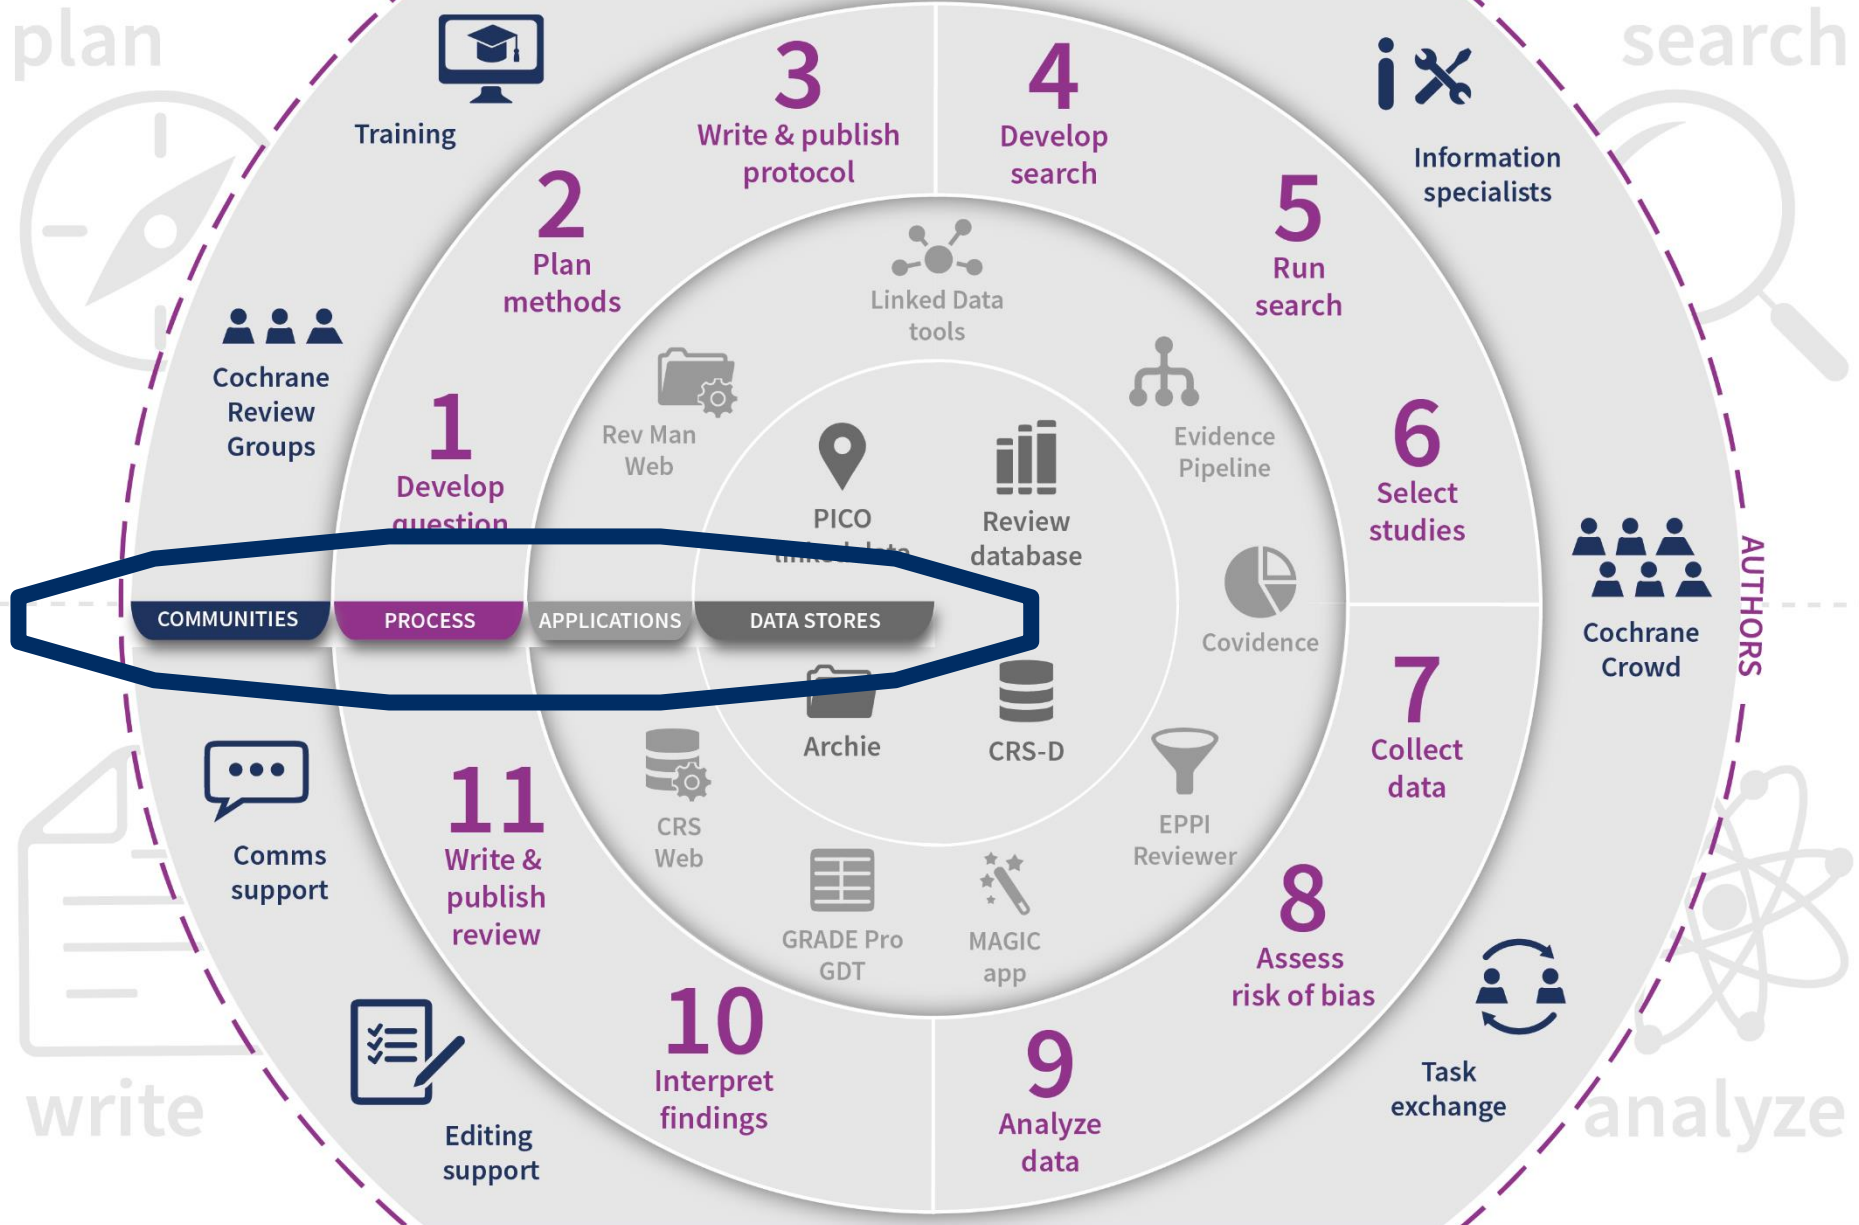 plan
search
Training
3
Write & publish
protocol
4
Develop
search
Information
specialists
2
Plan
methods
5
Run
search
Linked Data
tools
Cochrane
Review
Groups
1
Develop
question
Rev Man
Web
Evidence
Pipeline
6
Select
studies
PICO
linked data
Review
database
COMMUNITIES
PROCESS
APPLICATIONS
DATA STORES
Covidence
Cochrane
Crowd
AUTHORS
Archie
CRS-D
7
Collect
data
Comms
support
11
Write &
publish
review
CRS
Web
EPPI
Reviewer
GRADE Pro
GDT
MAGIC
app
8
Assess
risk of bias
10
Interpret
findings
9
Analyze
data
Task
exchange
Editing
support
write
analyze